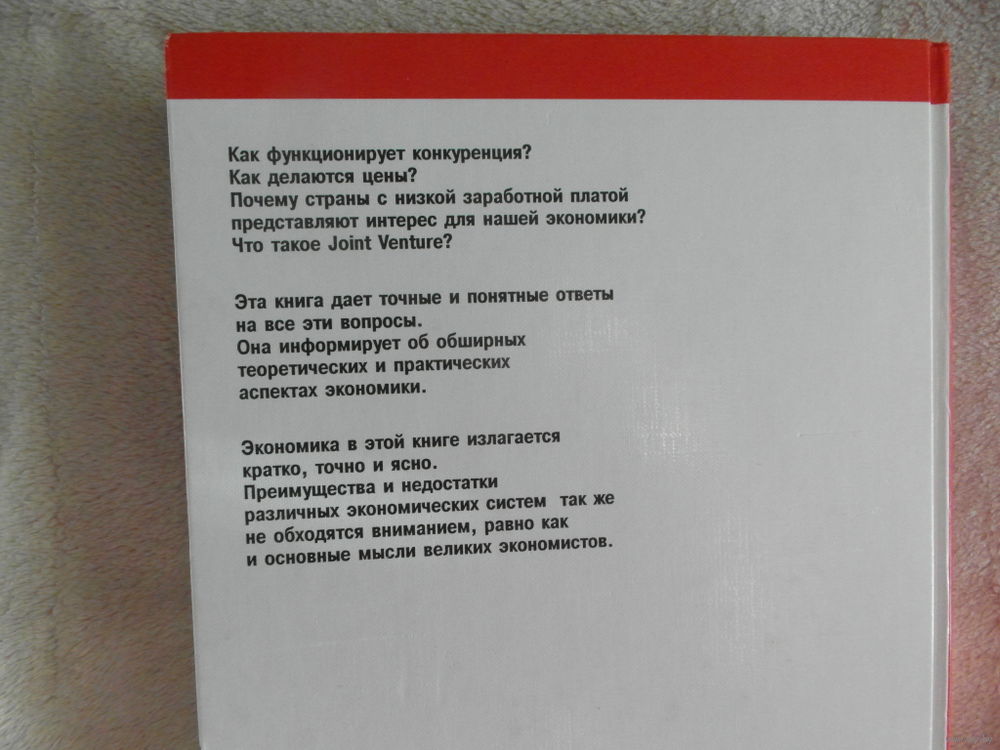 Как функционирует конкуренция?
Как делаются цены?
Почему страны с низкой заработной платой
представляют интерес для нашей экономики?
Что такое Joint Venture?
Эта книга дает точные и понятные ответы
на все эти вопросы.
Она информирует об обширных
теоретических и практических
аспектах экономики.
Экономика в этой книге излагается
кратко, точно и ясно.
Преимущества и недостатки
различных экономических систем так же
не обходятся вниманием, равно как
и основные мысли великих экономистов.